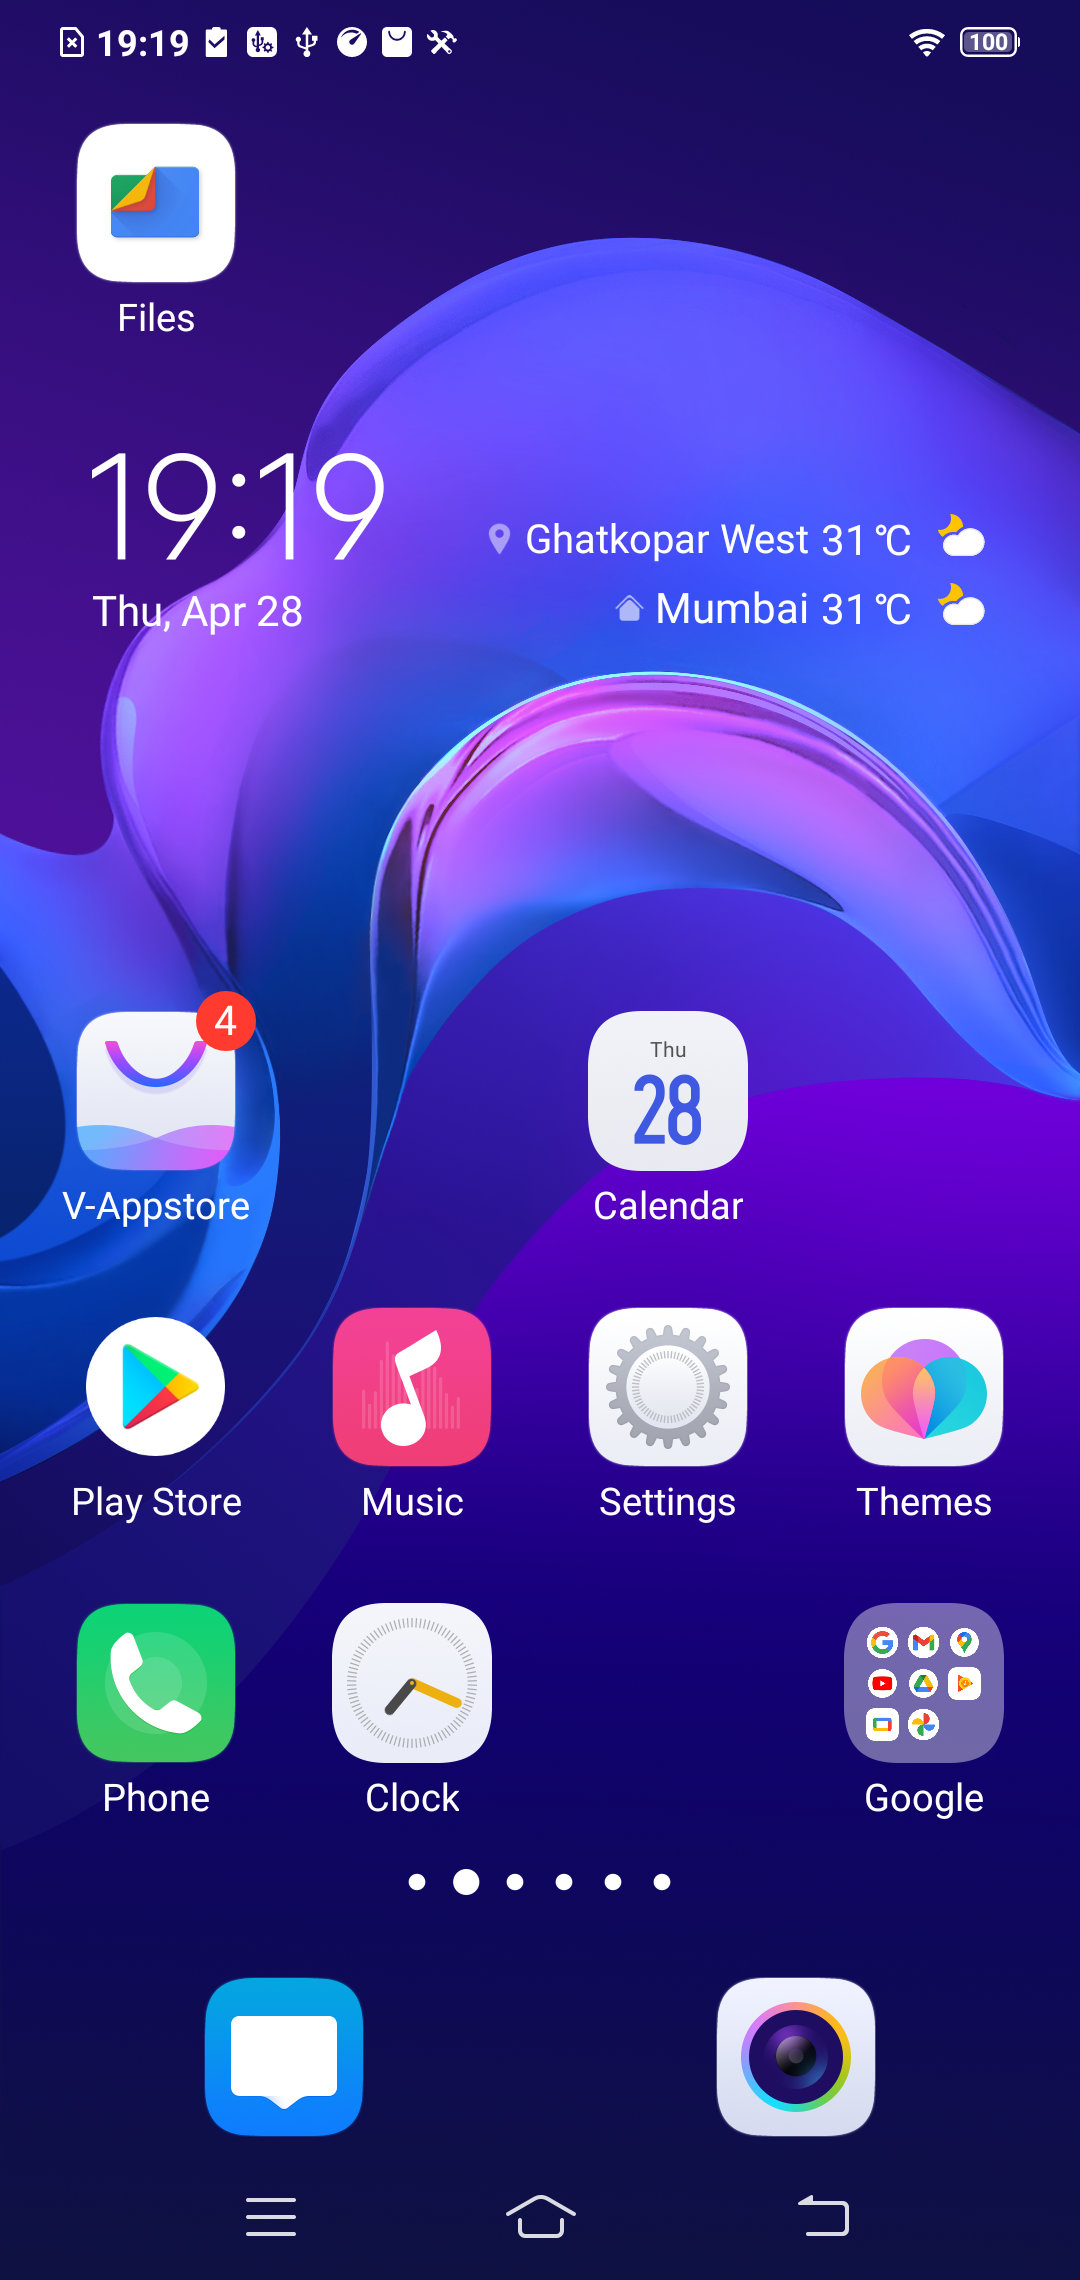 19:19
100
Files
19:19
Ghatkopar West 31℃
Thu, Apr 28
Mumbai 31℃
4
Thu
28
V-Appstore
Calendar
Play Store
Music
Settings
Themes
Phone
Clock
Google